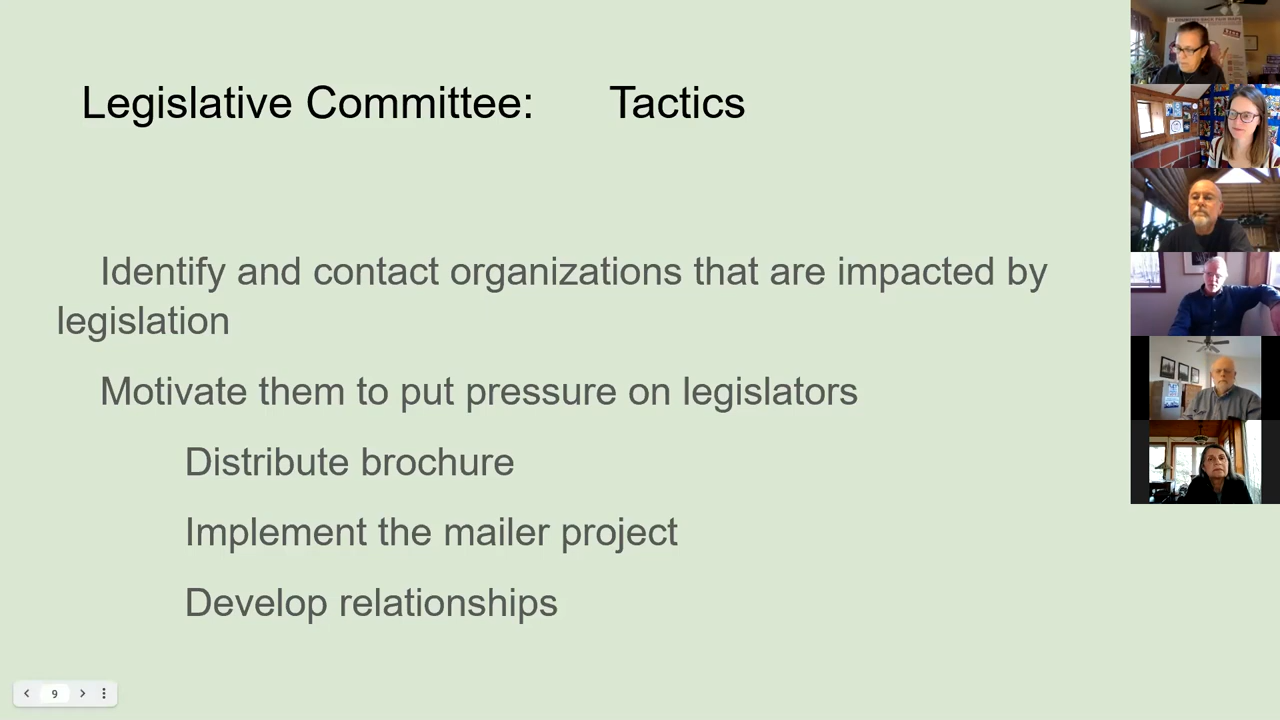 Legislative Committee: Tactics
Identify and contact organizations that are impacted by
legislation
Motivate them to put pressure on legislators
Distribute brochure
Implement the mailer project
Develop relationships
9